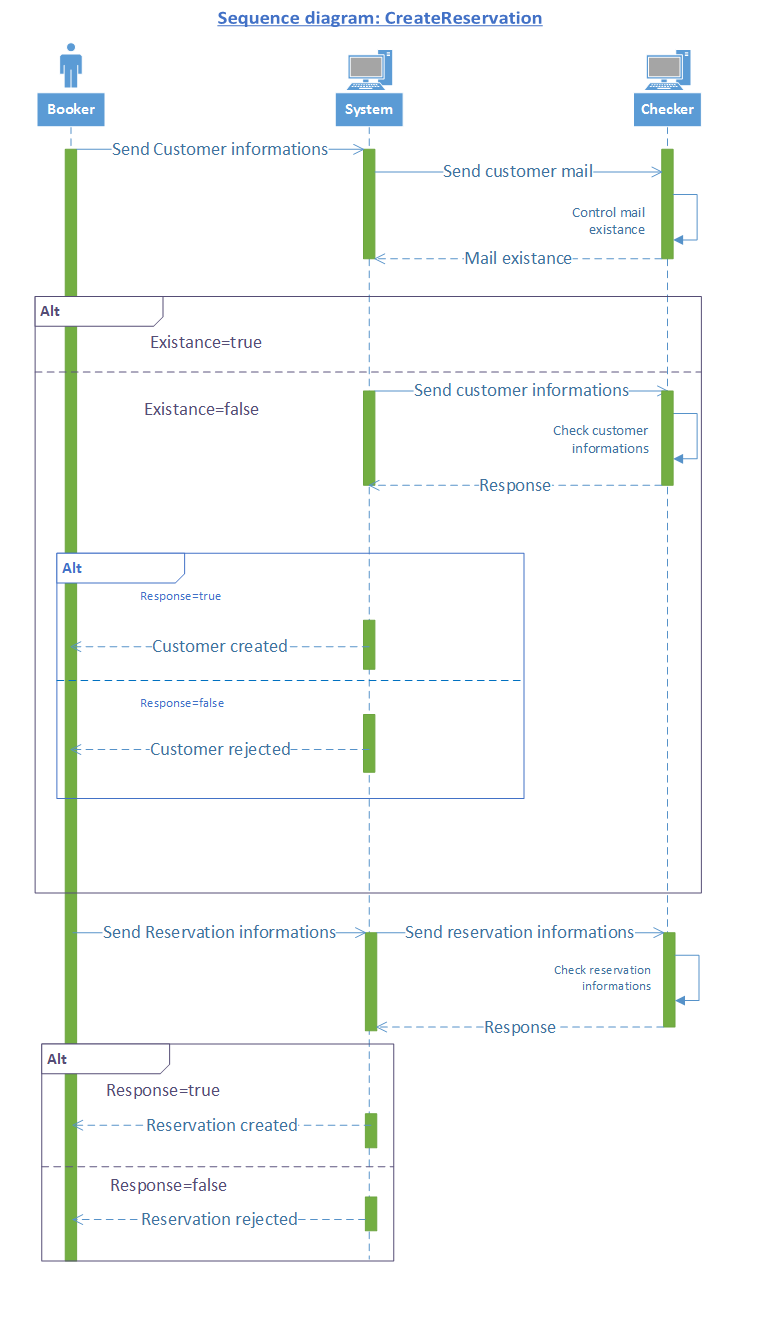 Sequence diagram: CreateReservation
Booker
System
Checker
Send Customer informations
Send customer mail
Control mail
existance
Mail existance
Alt
Existance=true
Send customer informations
Existance=false
Check customer
informations
Response
Alt
Response=true
Customer created
Response=false
Customer rejected
Send Reservation informations
Send reservation informations
Check reservation
informations
Response
Alt
Response=true
Reservation created
Response=false
Reservation rejected